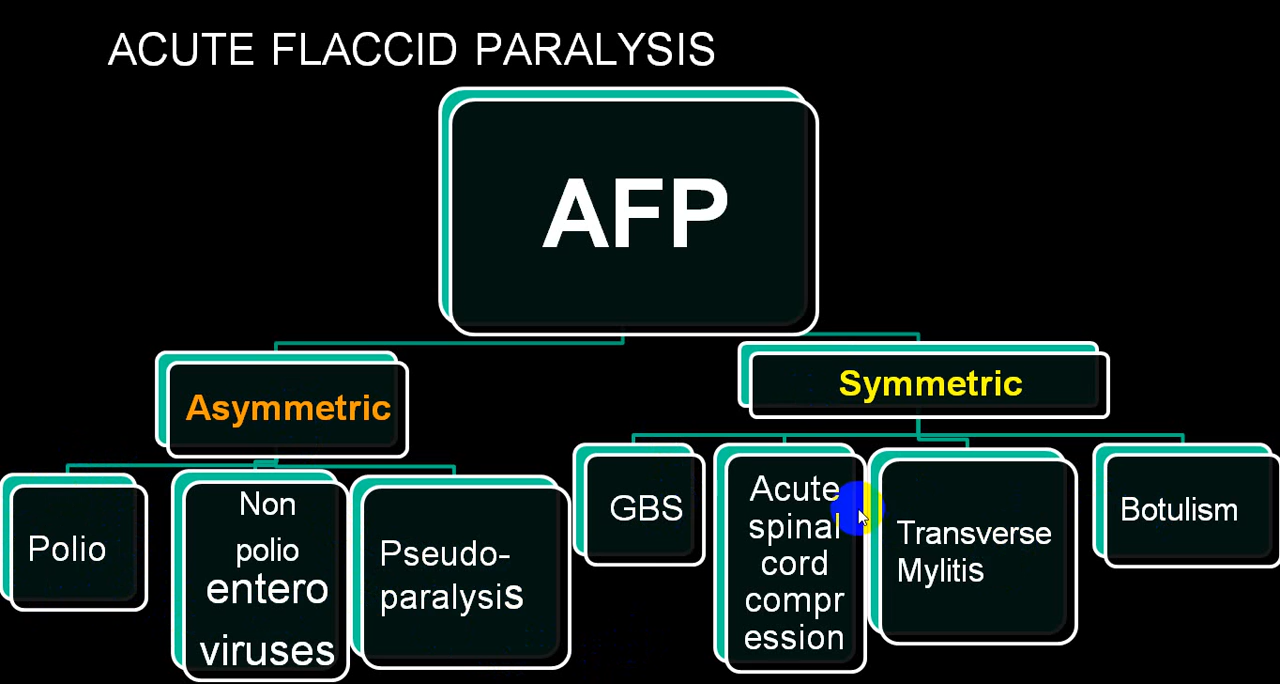 ACUTE FLACCID PARALYSIS
AFP
Asymmetric
Symmetric
Polio
Non
polio
entero
viruses
Pseudo-
paralysis
GBS
Acute
spinal
cord
compr
ession
Transverse
Mylitis
Botulism